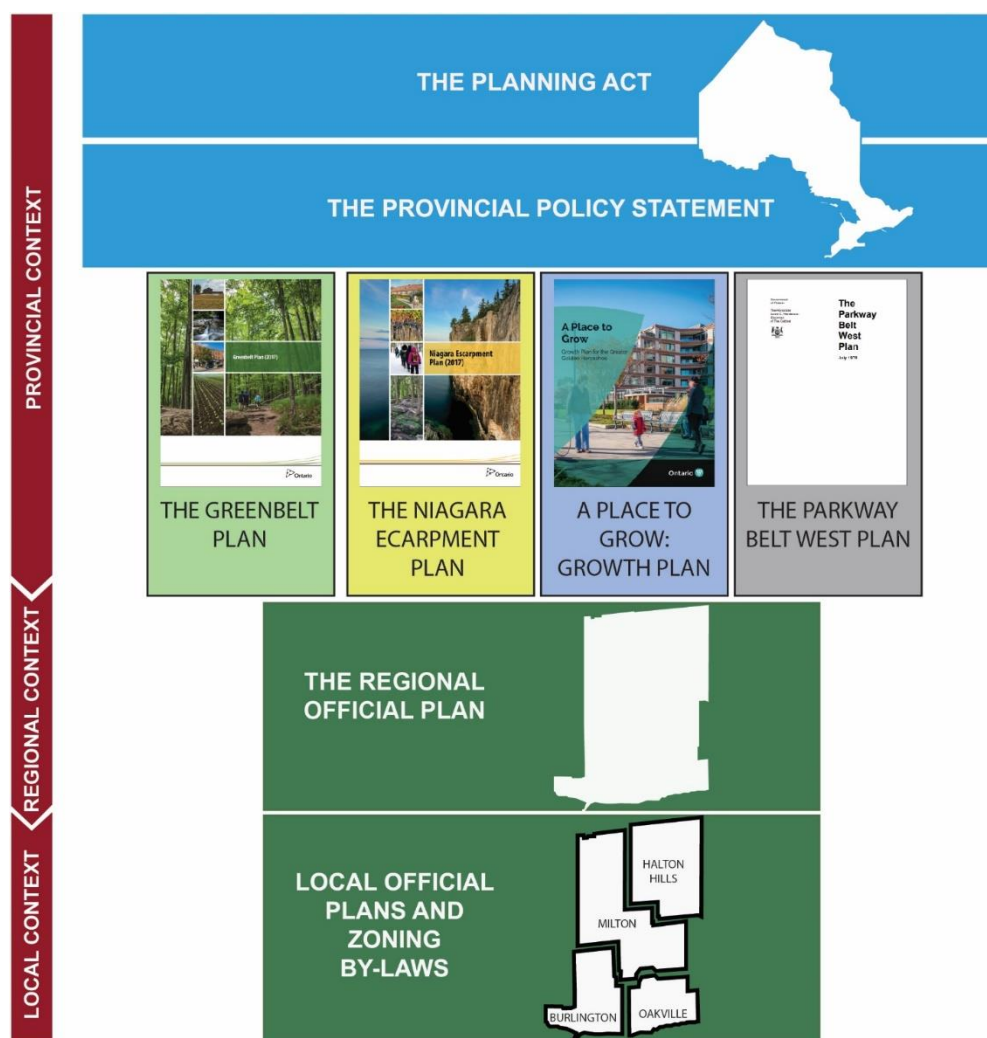 PROVINCIAL CONTEXT
REGIONAL CONTEXT
LOCAL CONTEXT
THE PLANNING ACT
THE PROVINCIAL POLICY STATEMENT
Greenbelt Plan (2017)
Ontario
THE GREENBELT
PLAN
Niagara Escarpment
Plan (2017)
Ontario
THE NIAGARA
ECARPMENT
PLAN
A Place to
Grow
Growth Plan for the Greater
Golden Horseshoe
Ontario
A PLACE TO
GROW:
GROWTH PLAN
The
Parkway
Belt
West
Plan
July 1978
THE PARKWAY
BELT WEST PLAN
THE REGIONAL
OFFICIAL PLAN
LOCAL OFFICIAL
PLANS AND
ZONING
BY-LAWS
HALTON
HILLS
MILTON
BURLINGTON
OAKVILLE